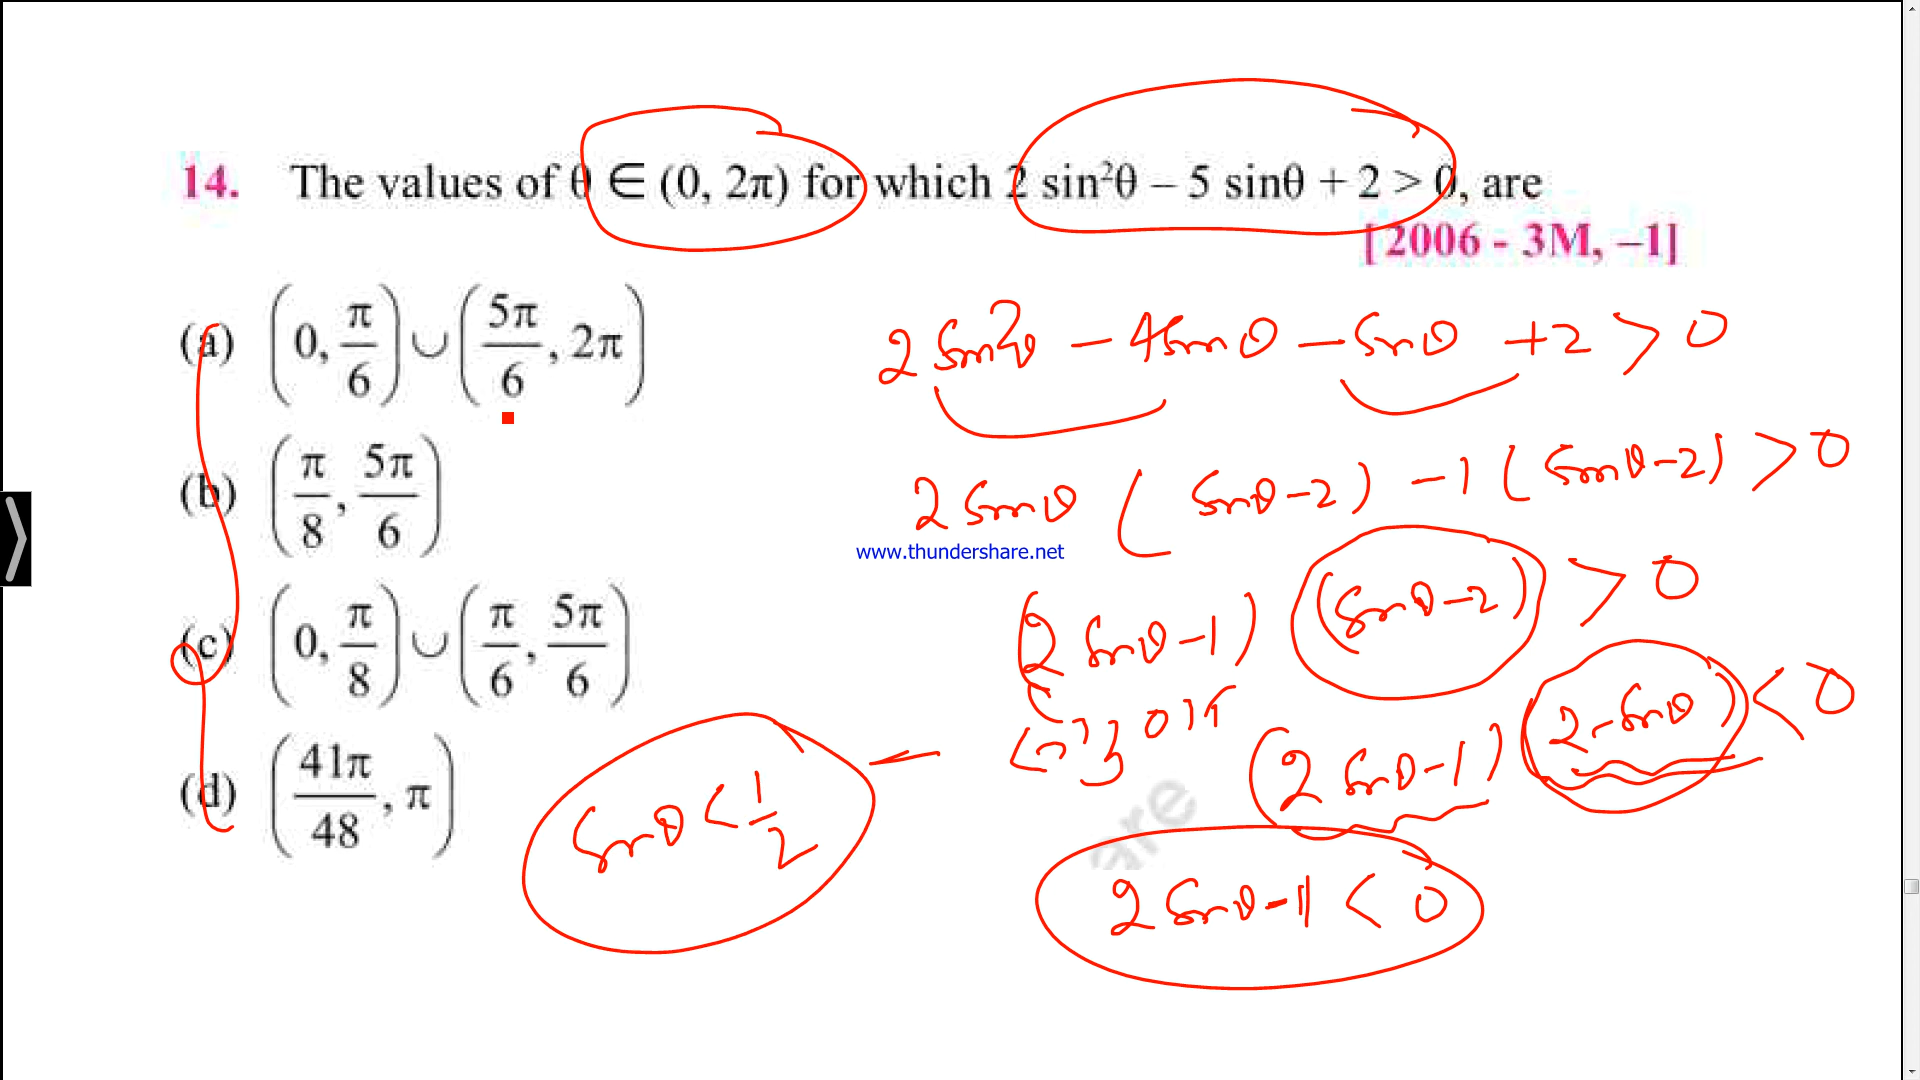 14. The values of θ ∈ (0, 2π) for which 2 sin²θ – 5 sinθ + 2 > 0, are
[2006 - 3M, –1]
(a) (0, π/6) ∪ (5π/6, 2π)
2 sin²θ – 4 sinθ – sinθ + 2 > 0
(b) (π/8, 5π/6)
2 sinθ (sinθ-2) -1 (sinθ-2) > 0
www.thundershare.net
(2 sinθ-1) (sinθ-2) > 0
(c) (0, π/8) ∪ (π/6, 5π/6)
(2 sinθ-1) (2-sinθ) < 0
(d) (41π/48, π)
sinθ < 1/2
are
2 sinθ-1 < 0